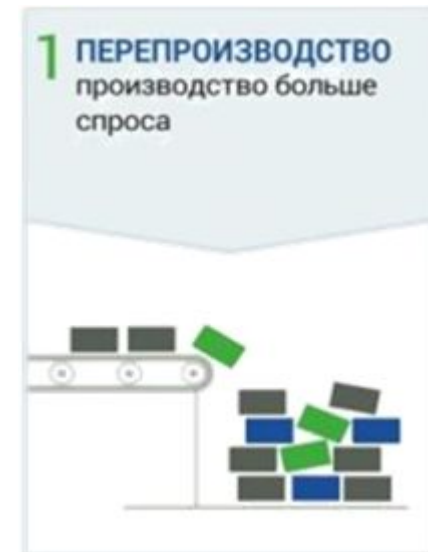 1 ПЕРЕПРОИЗВОДСТВО
производство больше
спроса